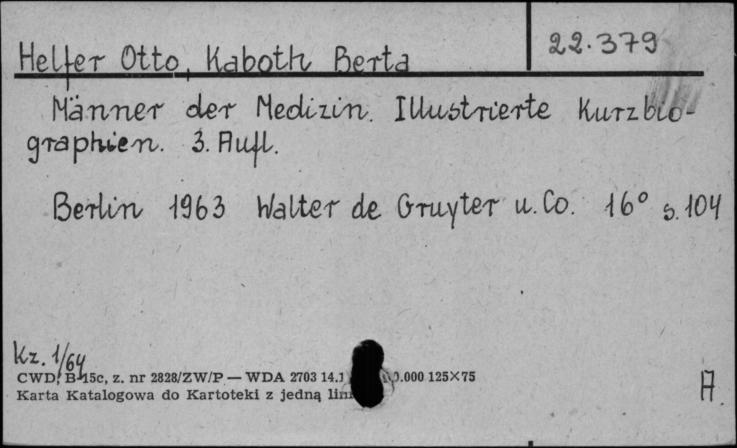 22.379
Helfer Otto, Kaboth Berta
Männer der Medizin. Illustrierte Kurzbio-
graphien. 3. Aufl.
Berlin 1963 Walter de Gruyter u. Co. 16° s. 104
Kz. 1/64
CWD, B-15c, z. nr 2828/ZW/P — WDA 2703 14.1 0.000 125×75
Karta Katalogowa do Kartoteki z jedną
A